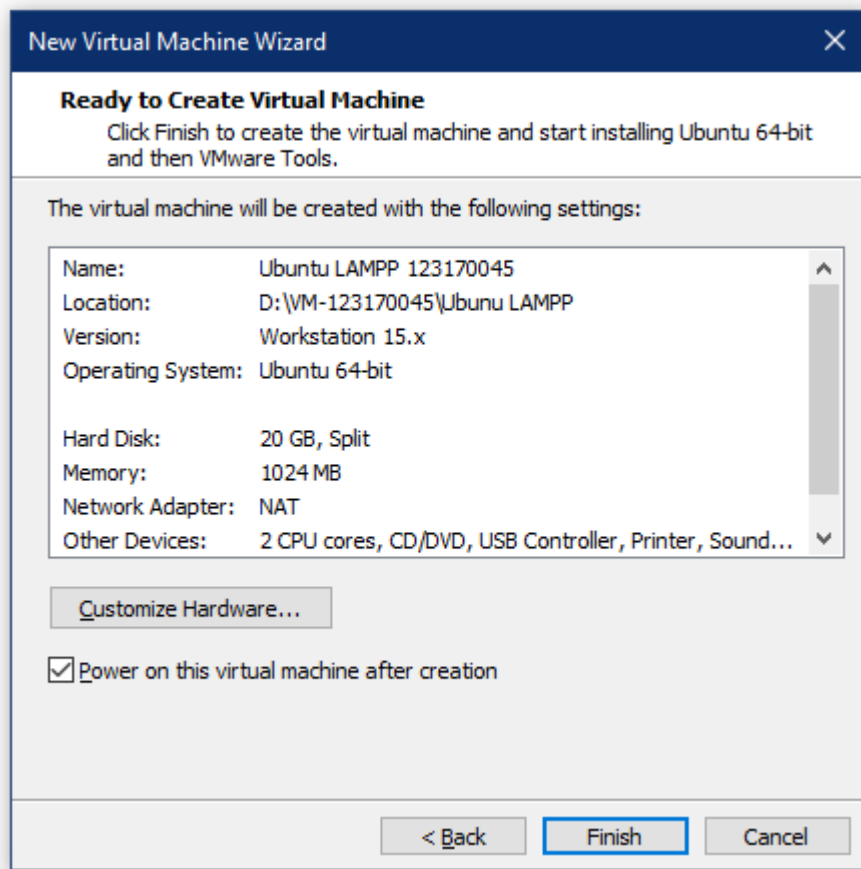 New Virtual Machine Wizard
Ready to Create Virtual Machine
Click Finish to create the virtual machine and start installing Ubuntu 64-bit
and then VMware Tools.
The virtual machine will be created with the following settings:
Name: Ubuntu LAMPP 123170045
Location: D:\VM-123170045\Ubunu LAMPP
Version: Workstation 15.x
Operating System: Ubuntu 64-bit
Hard Disk: 20 GB, Split
Memory: 1024 MB
Network Adapter: NAT
Other Devices: 2 CPU cores, CD/DVD, USB Controller, Printer, Sound...
Customize Hardware...
Power on this virtual machine after creation
< Back Finish Cancel